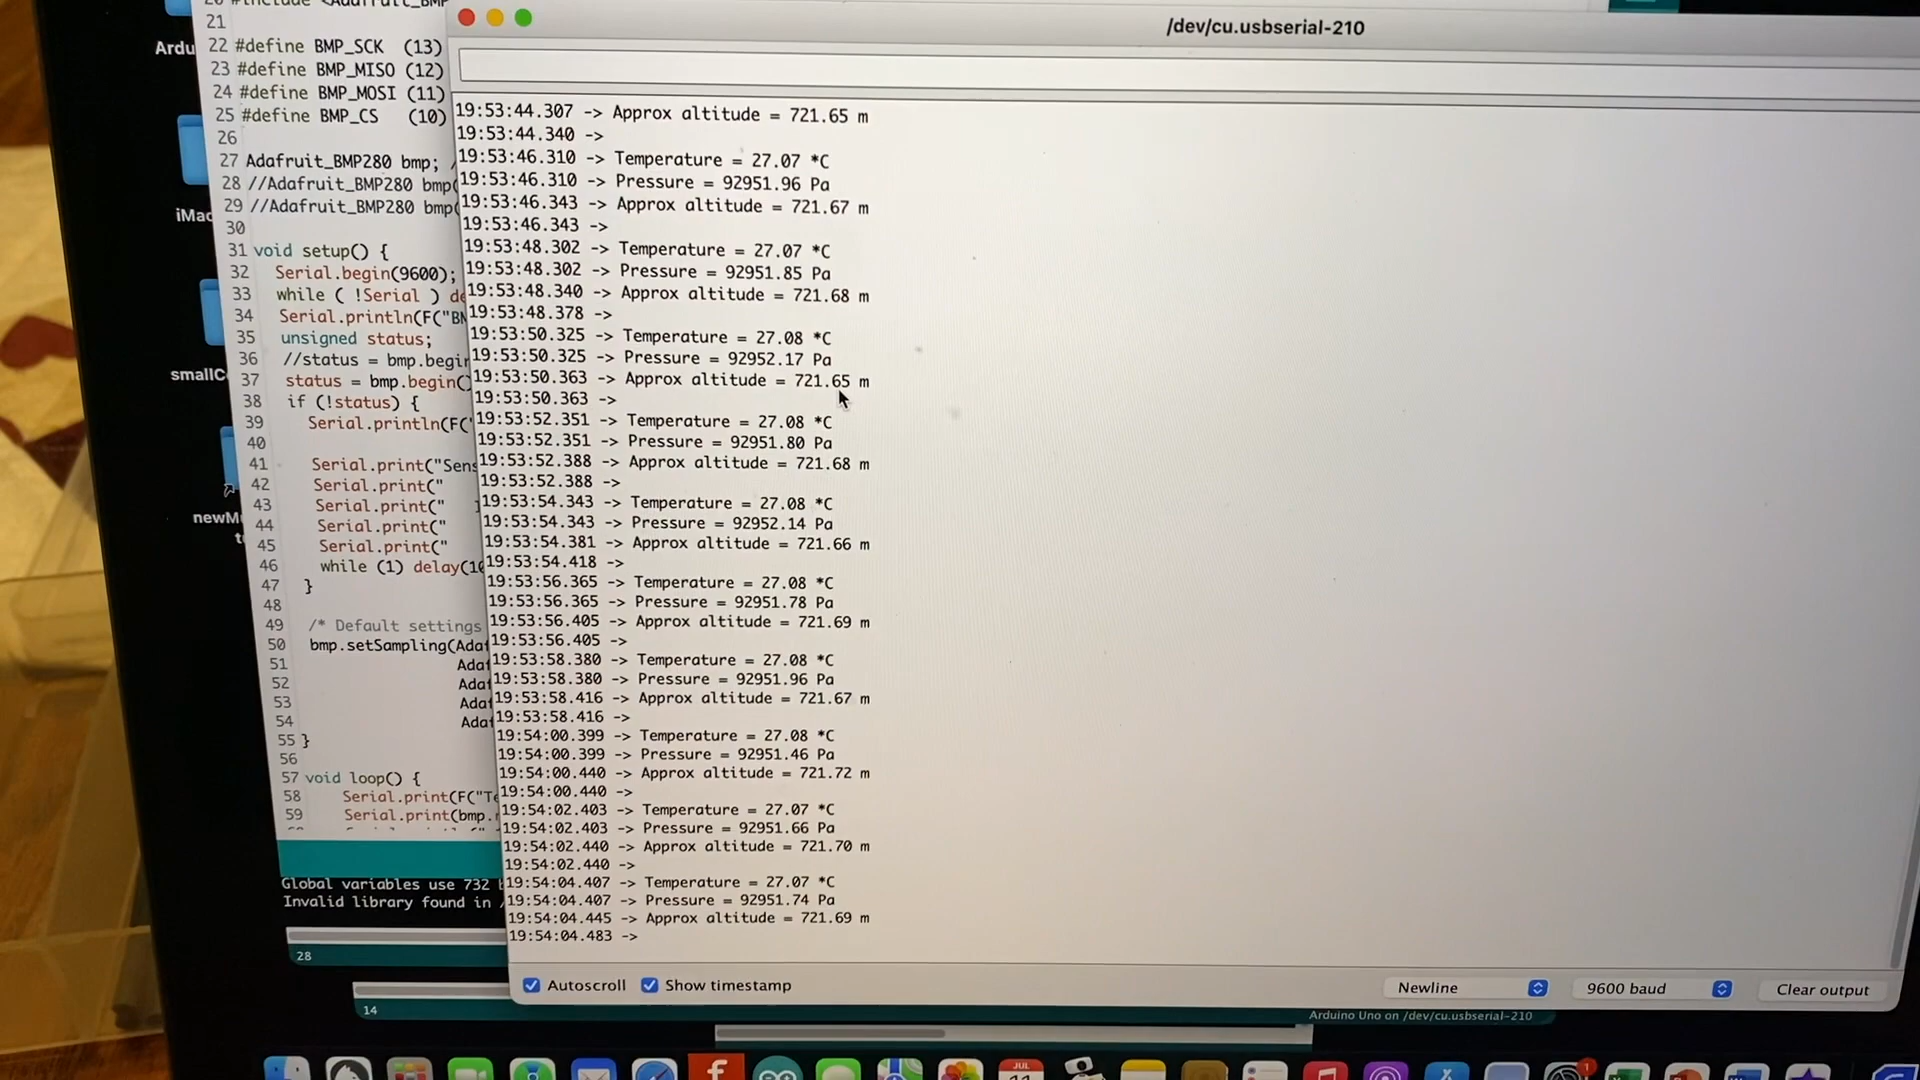 /dev/cu.usbserial-210
21
22 #define BMP_SCK (13)
23 #define BMP_MISO (12)
24 #define BMP_MOSI (11)
25 #define BMP_CS (10)
26
27 Adafruit_BMP280 bmp; /
28 //Adafruit_BMP280 bmp(
29 //Adafruit_BMP280 bmp(
30
31 void setup() {
32 Serial.begin(9600);
33 while ( !Serial ) de
34 Serial.println(F("BM
35 unsigned status;
36 //status = bmp.begin
37 status = bmp.begin()
38 if (!status) {
39 Serial.println(F("
40
41 Serial.print("Sens
42 Serial.print("
43 Serial.print("
44 Serial.print("
45 Serial.print("
46 while (1) delay(10
47 }
48
49 /* Default settings
50 bmp.setSampling(Adaf
51 Adaf
52 Adaf
53 Adaf
54 Adaf
55 }
56
57 void loop() {
58 Serial.print(F("Te
59 Serial.print(bmp.r
Global variables use 732 b
Invalid library found in /
28
14
Ardu
iMac
smallC
newMu
19:53:44.307 -> Approx altitude = 721.65 m
19:53:44.340 ->
19:53:46.310 -> Temperature = 27.07 *C
19:53:46.310 -> Pressure = 92951.96 Pa
19:53:46.343 -> Approx altitude = 721.67 m
19:53:46.343 ->
19:53:48.302 -> Temperature = 27.07 *C
19:53:48.302 -> Pressure = 92951.85 Pa
19:53:48.340 -> Approx altitude = 721.68 m
19:53:48.378 ->
19:53:50.325 -> Temperature = 27.08 *C
19:53:50.325 -> Pressure = 92952.17 Pa
19:53:50.363 -> Approx altitude = 721.65 m
19:53:50.363 ->
19:53:52.351 -> Temperature = 27.08 *C
19:53:52.351 -> Pressure = 92951.80 Pa
19:53:52.388 -> Approx altitude = 721.68 m
19:53:52.388 ->
19:53:54.343 -> Temperature = 27.08 *C
19:53:54.343 -> Pressure = 92952.14 Pa
19:53:54.381 -> Approx altitude = 721.66 m
19:53:54.418 ->
19:53:56.365 -> Temperature = 27.08 *C
19:53:56.365 -> Pressure = 92951.78 Pa
19:53:56.405 -> Approx altitude = 721.69 m
19:53:56.405 ->
19:53:58.380 -> Temperature = 27.08 *C
19:53:58.380 -> Pressure = 92951.96 Pa
19:53:58.416 -> Approx altitude = 721.67 m
19:53:58.416 ->
19:54:00.399 -> Temperature = 27.08 *C
19:54:00.399 -> Pressure = 92951.46 Pa
19:54:00.440 -> Approx altitude = 721.72 m
19:54:00.440 ->
19:54:02.403 -> Temperature = 27.07 *C
19:54:02.403 -> Pressure = 92951.66 Pa
19:54:02.440 -> Approx altitude = 721.70 m
19:54:02.440 ->
19:54:04.407 -> Temperature = 27.07 *C
19:54:04.407 -> Pressure = 92951.74 Pa
19:54:04.445 -> Approx altitude = 721.69 m
19:54:04.483 ->
Autoscroll Show timestamp
Newline
9600 baud
Clear output
Arduino Uno on /dev/cu.usbserial-210
JUL